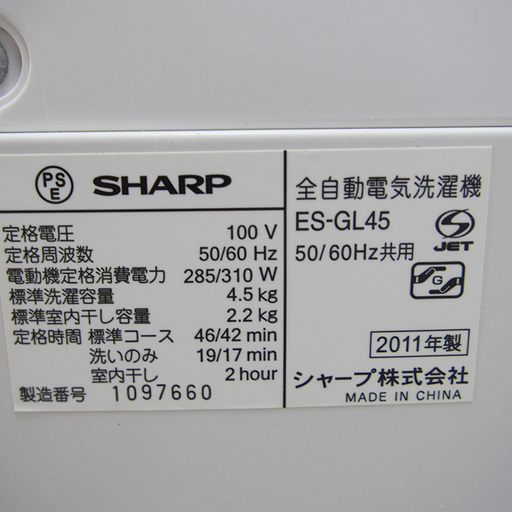 PSE SHARP
定格電圧 100 V
定格周波数 50/60 Hz
電動機定格消費電力 285/310 W
標準洗濯容量 4.5 kg
標準室内干し容量 2.2 kg
定格時間 標準コース 46/42 min
洗いのみ 19/17 min
室内干し 2 hour
製造番号 1097660
全自動電気洗濯機
ES-GL45
50/60Hz共用
S JET
G
2011年製
シャープ株式会社
MADE IN CHINA